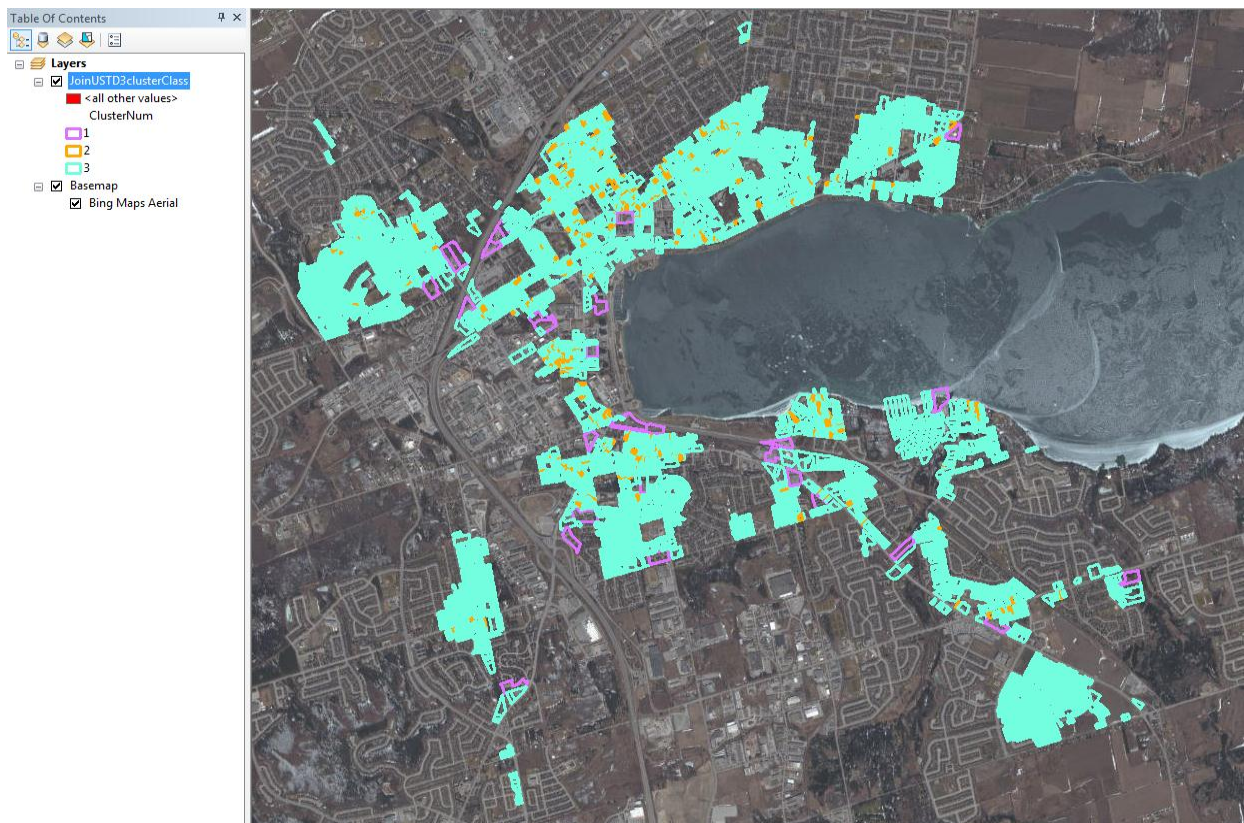 Table Of Contents
Layers
JoinUSTD3clusterClass
<all other values>
ClusterNum
1
2
3
Basemap
Bing Maps Aerial